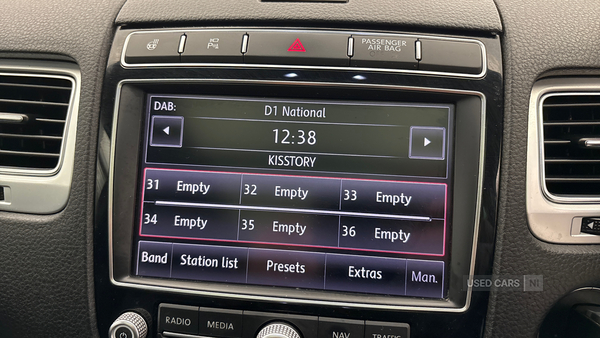 P
PASSENGER
AIR BAG
DAB:
D1 National
12:38
KISSTORY
31 Empty 32 Empty 33 Empty
34 Empty 35 Empty 36 Empty
Band Station list Presets Extras Man.
USED CARS NI
RADIO MEDIA NAV TRAFFIC